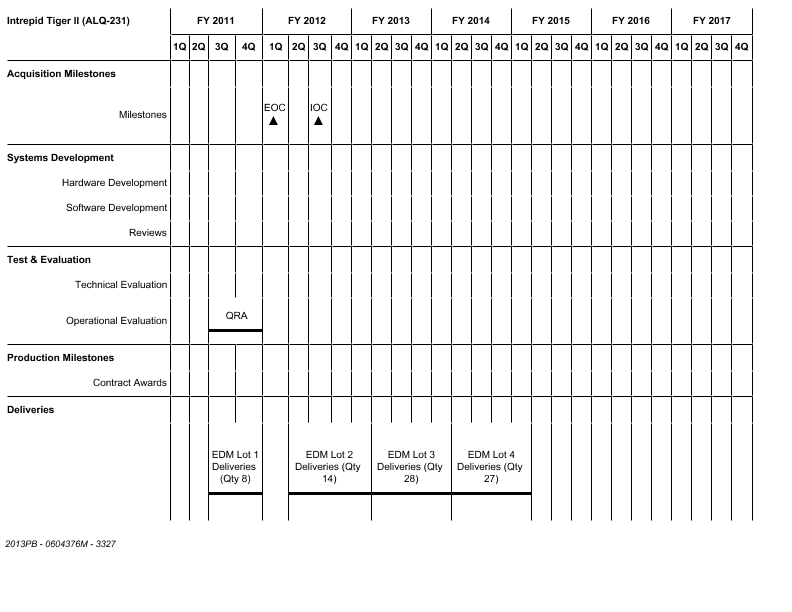 Intrepid Tiger II (ALQ-231) FY 2011 FY 2012 FY 2013 FY 2014 FY 2015 FY 2016 FY 2017
1Q 2Q 3Q 4Q 1Q 2Q 3Q 4Q 1Q 2Q 3Q 4Q 1Q 2Q 3Q 4Q 1Q 2Q 3Q 4Q 1Q 2Q 3Q 4Q 1Q 2Q 3Q 4Q
Acquisition Milestones
EOC IOC
Milestones
Systems Development
Hardware Development
Software Development
Reviews
Test & Evaluation
Technical Evaluation
QRA
Operational Evaluation
Production Milestones
Contract Awards
Deliveries
EDM Lot 1 EDM Lot 2 EDM Lot 3 EDM Lot 4
Deliveries Deliveries (Qty Deliveries (Qty Deliveries (Qty
(Qty 8) 14) 28) 27)
2013PB - 0604376M - 3327